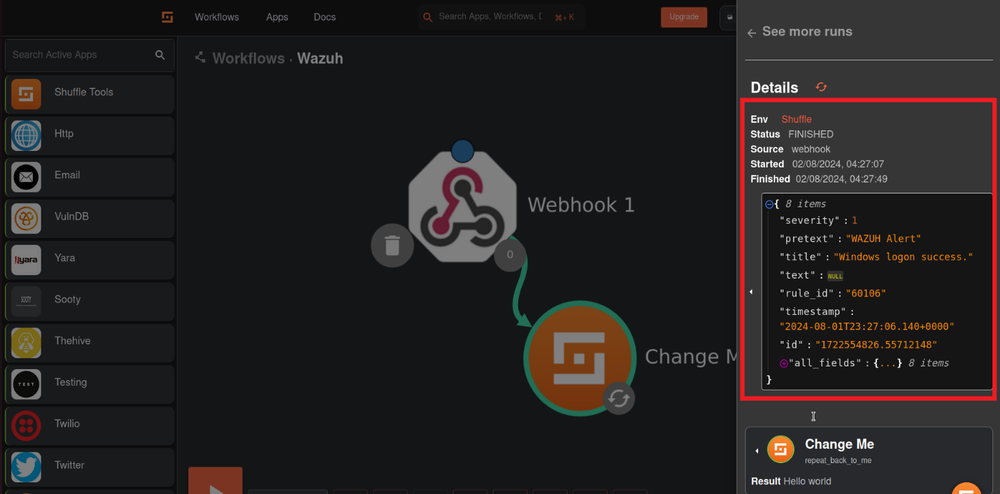 Workflows Apps Docs
Search Apps, Workflows, D
⌘+ K
Upgrade
Search Active Apps
Shuffle Tools
Http
Email
VulnDB
yara
Yara
SOOTY
Sooty
Thehive
TEST
Testing
Twilio
Twitter
Workflows › Wazuh
Webhook 1
0
Change M
See more runs
Details
Env Shuffle
Status FINISHED
Source webhook
Started 02/08/2024, 04:27:07
Finished 02/08/2024, 04:27:49
{ 8 items
"severity" : 1
"pretext" : "WAZUH Alert"
"title" : "Windows logon success."
"text" : NULL
"rule_id" : "60106"
"timestamp" :
"2024-08-01T23:27:06.140+0000"
"id" : "1722554826.55712148"
"all_fields" : {...} 8 items
}
Change Me
repeat_back_to_me
Result Hello world